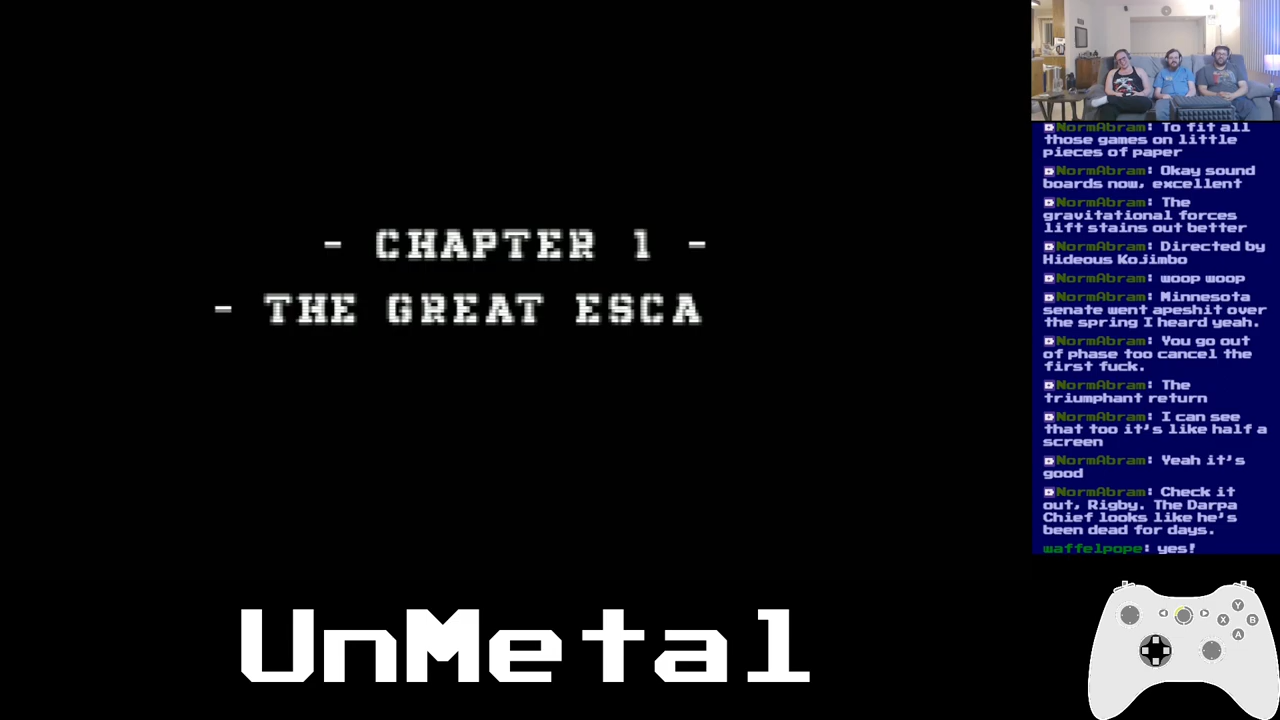 - CHAPTER 1 -
- THE GREAT ESCA
UnMetal
NormAbram: To fit all
those games on little
pieces of paper
NormAbram: Okay sound
boards now, excellent
NormAbram: The
gravitational forces
lift stains out better
NormAbram: Directed by
Hideous Kojimbo
NormAbram: woop woop
NormAbram: Minnesota
senate went apeshit over
the spring I heard yeah.
NormAbram: You go out
of phase too cancel the
first fuck.
NormAbram: The
triumphant return
NormAbram: I can see
that too it's like half a
screen
NormAbram: Yeah it's
good
NormAbram: Check it
out, Rigby. The Darpa
Chief looks like he's
been dead for days.
waffelpope: yes!
Y
X B
A